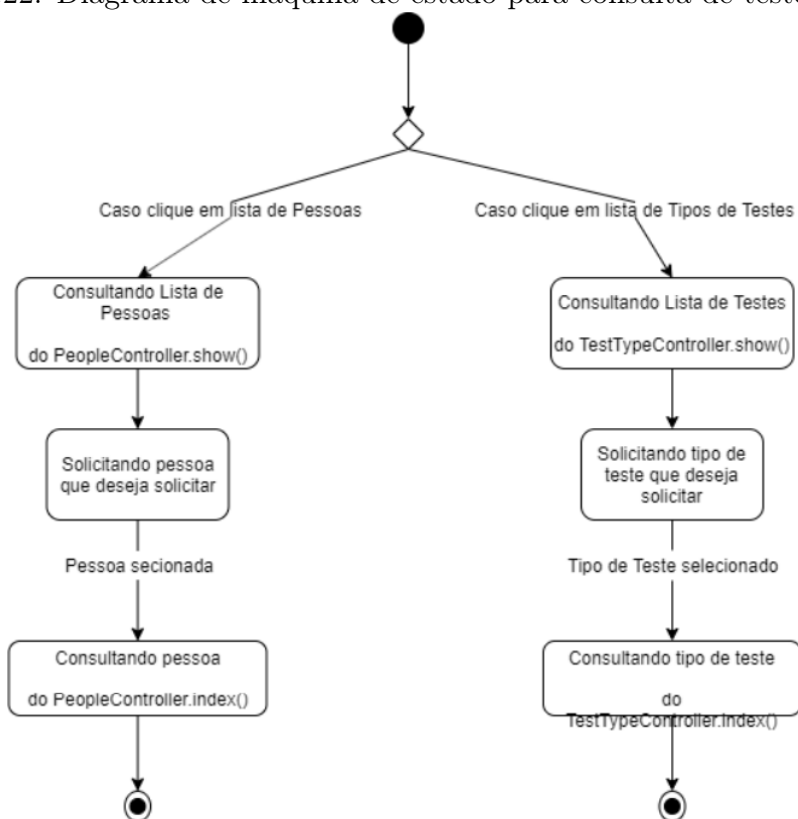 22: Diagrama de máquina de estado para consulta de teste
Caso clique em lista de Pessoas
Caso clique em lista de Tipos de Testes
Consultando Lista de
Pessoas
do PeopleController.show()
Consultando Lista de Testes
do TestTypeController.show()
Solicitando pessoa
que deseja solicitar
Solicitando tipo de
teste que deseja
solicitar
Pessoa secionada
Tipo de Teste selecionado
Consultando pessoa
do PeopleController.index()
Consultando tipo de teste
do
TestTypeController.index()